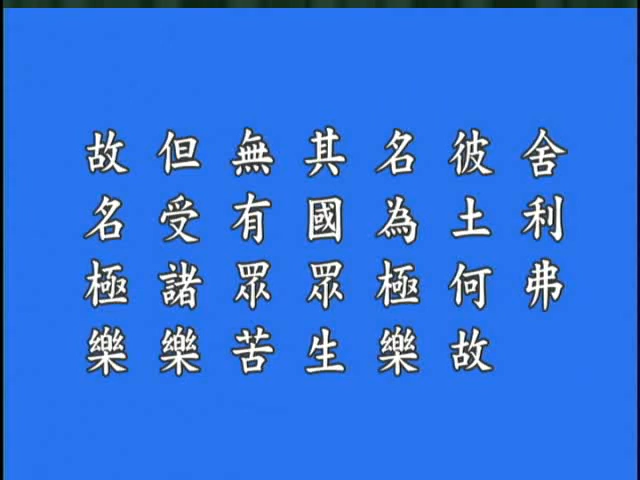 舍利弗
彼土何故
名為極樂
其國眾生
無有眾苦
但受諸樂
故名極樂